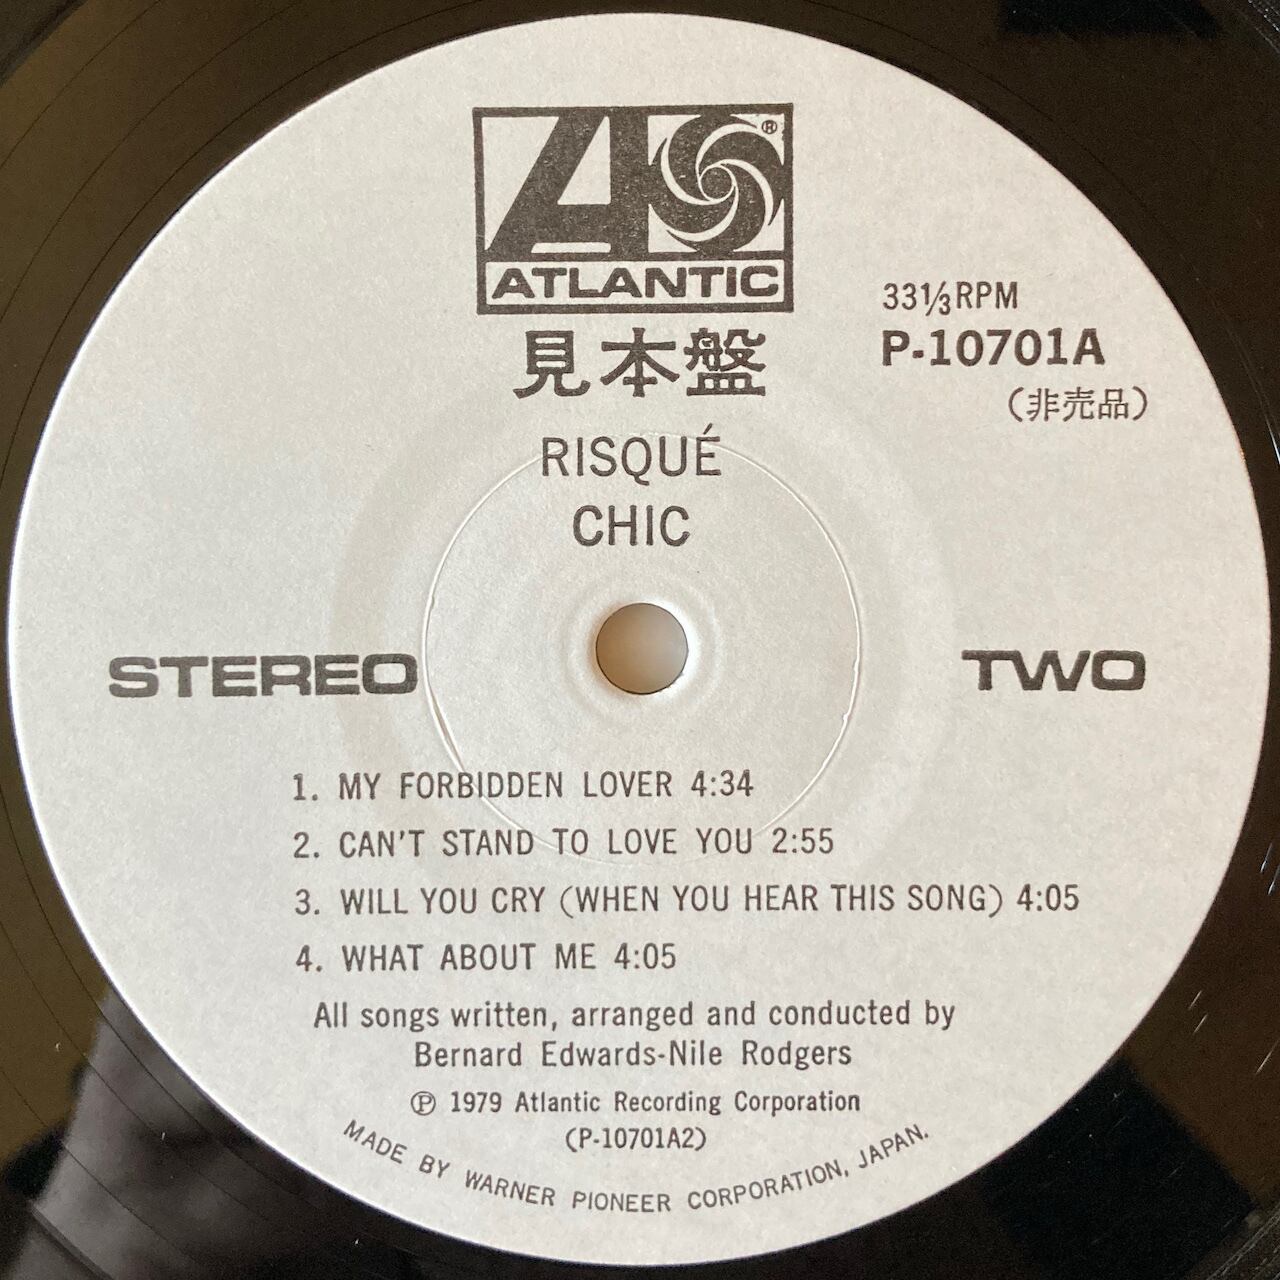 ATLANTIC
®
見本盤
33⅓RPM
P-10701A
(非売品)
RISQUÉ
CHIC
STEREO
TWO
1. MY FORBIDDEN LOVER 4:34
2. CAN'T STAND TO LOVE YOU 2:55
3. WILL YOU CRY (WHEN YOU HEAR THIS SONG) 4:05
4. WHAT ABOUT ME 4:05
All songs written, arranged and conducted by
Bernard Edwards-Nile Rodgers
Ⓟ 1979 Atlantic Recording Corporation
(P-10701A2)
MADE BY WARNER PIONEER CORPORATION, JAPAN.